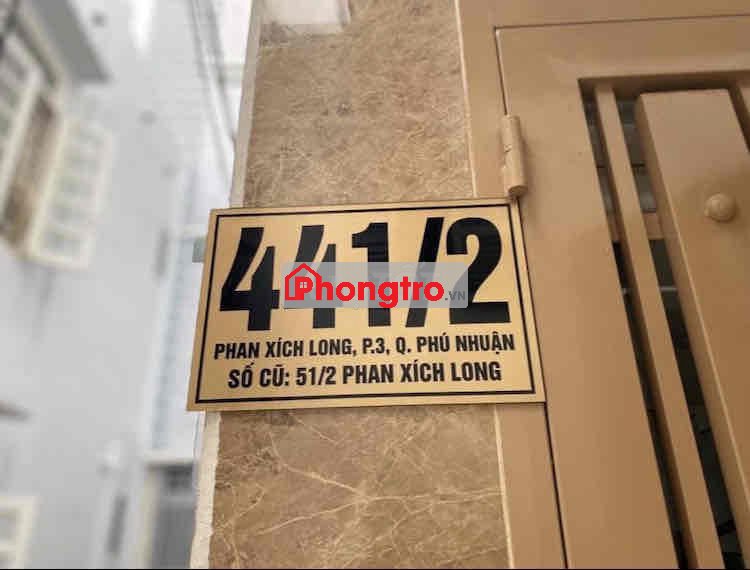 441/2
Phongtro.VN
PHAN XÍCH LONG, P.3, Q. PHÚ NHUẬN
SỐ CŨ: 51/2 PHAN XÍCH LONG